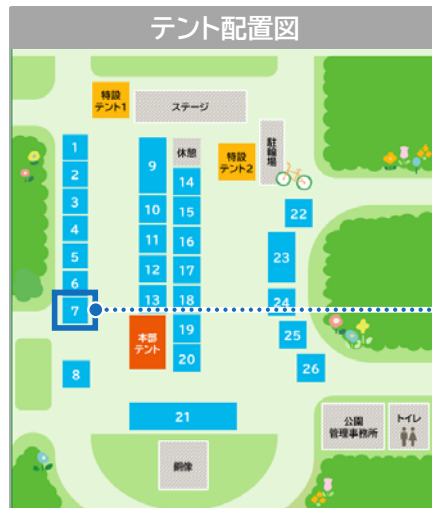 テント配置図
特設
テント1
ステージ
駐輪場
休憩
特設
テント2
1
2
3
4
5
6
7
8
9
10
11
12
13
本部
テント
14
15
16
17
18
19
20
21
22
23
24
25
26
銅像
公園
管理事務所
トイレ